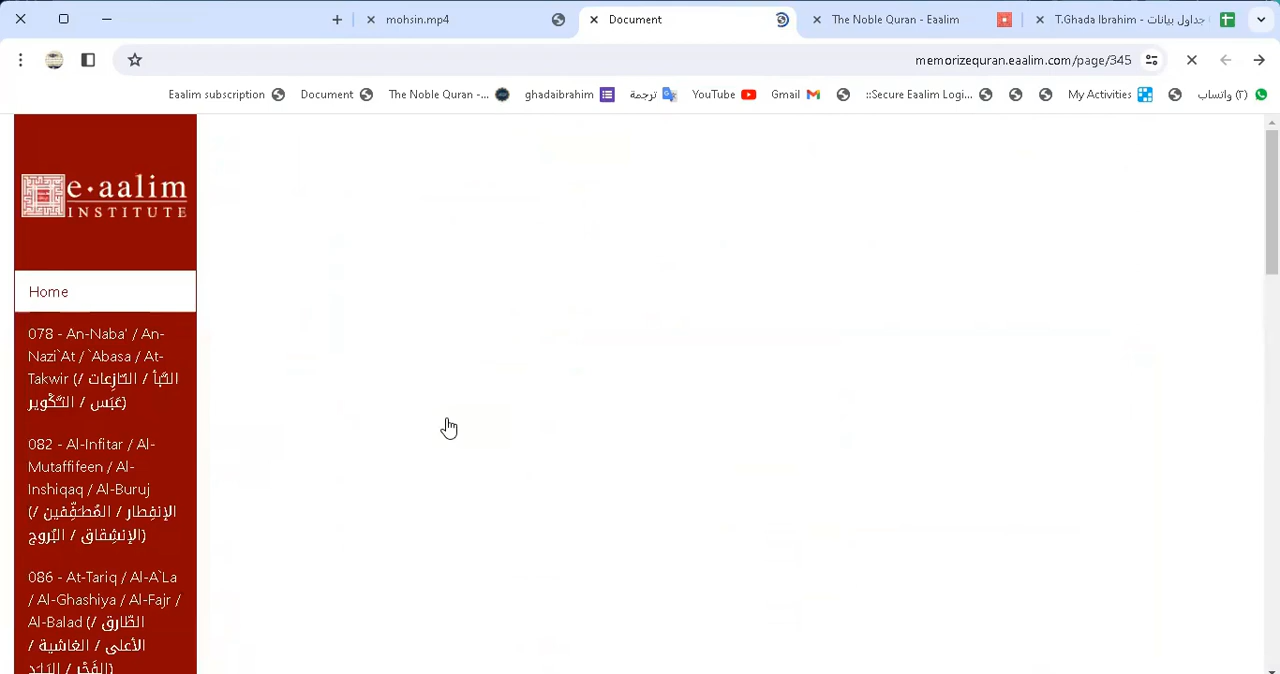 mohsin.mp4
Document
The Noble Quran - Eaalim
T.Ghada Ibrahim - جداول بيانات
memorizequran.eaalim.com/page/345
Eaalim subscription
Document
The Noble Quran -...
ghadaibrahim
ترجمة
YouTube
Gmail
::Secure Eaalim Logi...
My Activities
(٢) واتساب
e·aalim
INSTITUTE
Home
078 - An-Naba' / An-
Nazi`At / `Abasa / At-
Takwir (النَّبَأ / النّازِعات /
عَبَس / التَّكْوير)
082 - Al-Infitar / Al-
Mutaffifeen / Al-
Inshiqaq / Al-Buruj
(الإنفِطار / المُطَفِّفين /
الإنشِقاق / البُروج)
086 - At-Tariq / Al-A`La
/ Al-Ghashiya / Al-Fajr /
Al-Balad (الطّارق /
الأعلى / الغاشية /
الفَجْر / البَلَد)